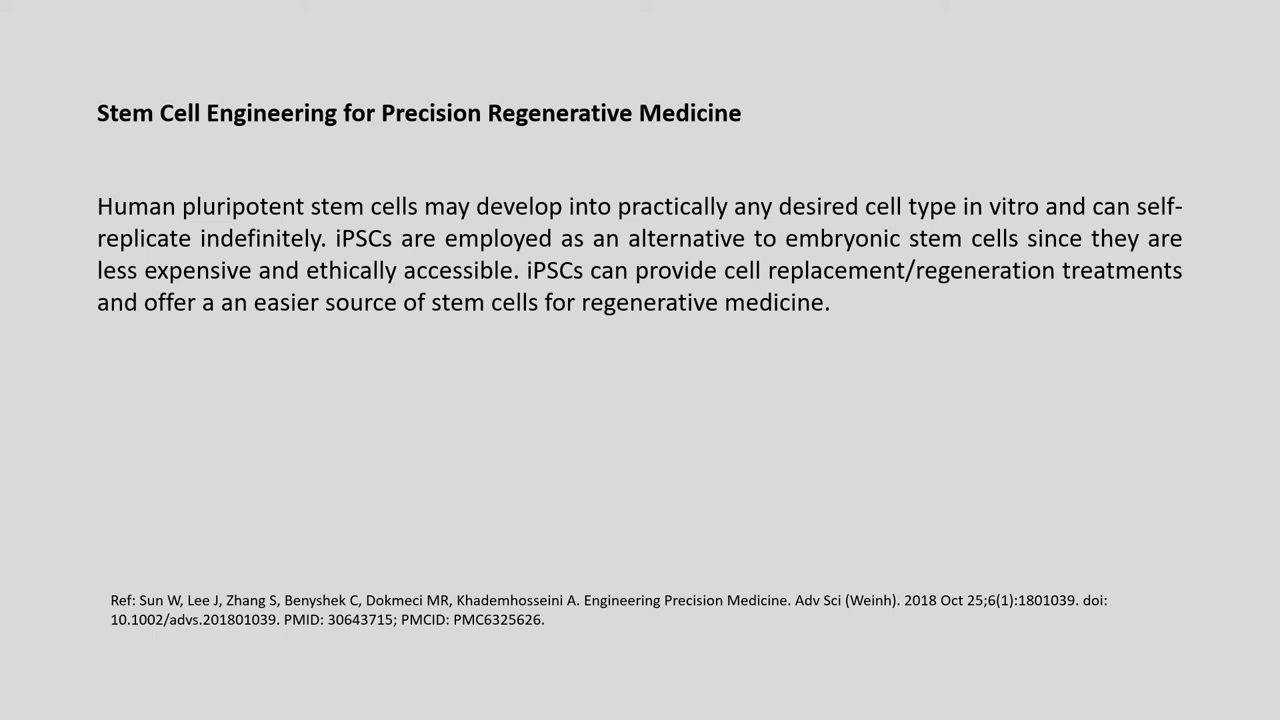 Stem Cell Engineering for Precision Regenerative Medicine
Human pluripotent stem cells may develop into practically any desired cell type in vitro and can self-
replicate indefinitely. iPSCs are employed as an alternative to embryonic stem cells since they are
less expensive and ethically accessible. iPSCs can provide cell replacement/regeneration treatments
and offer a an easier source of stem cells for regenerative medicine.
Ref: Sun W, Lee J, Zhang S, Benyshek C, Dokmeci MR, Khademhosseini A. Engineering Precision Medicine. Adv Sci (Weinh). 2018 Oct 25;6(1):1801039. doi:
10.1002/advs.201801039. PMID: 30643715; PMCID: PMC6325626.